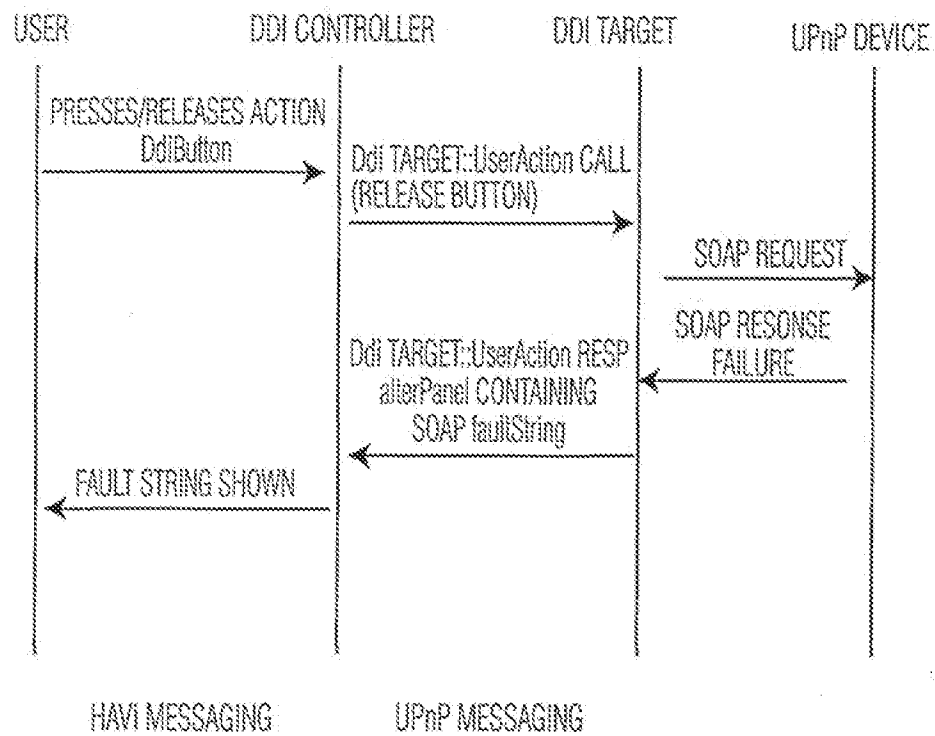 USER DDI CONTROLLER DDI TARGET UPnP DEVICE
PRESSES/RELEASES ACTION
DdiButton
Ddi TARGET::UserAction CALL
(RELEASE BUTTON)
SOAP REQUEST
SOAP RESONSE
FAILURE
Ddi TARGET::UserAction RESP
alterPanel CONTAINING
SOAP faultString
FAULT STRING SHOWN
HAVi MESSAGING UPnP MESSAGING